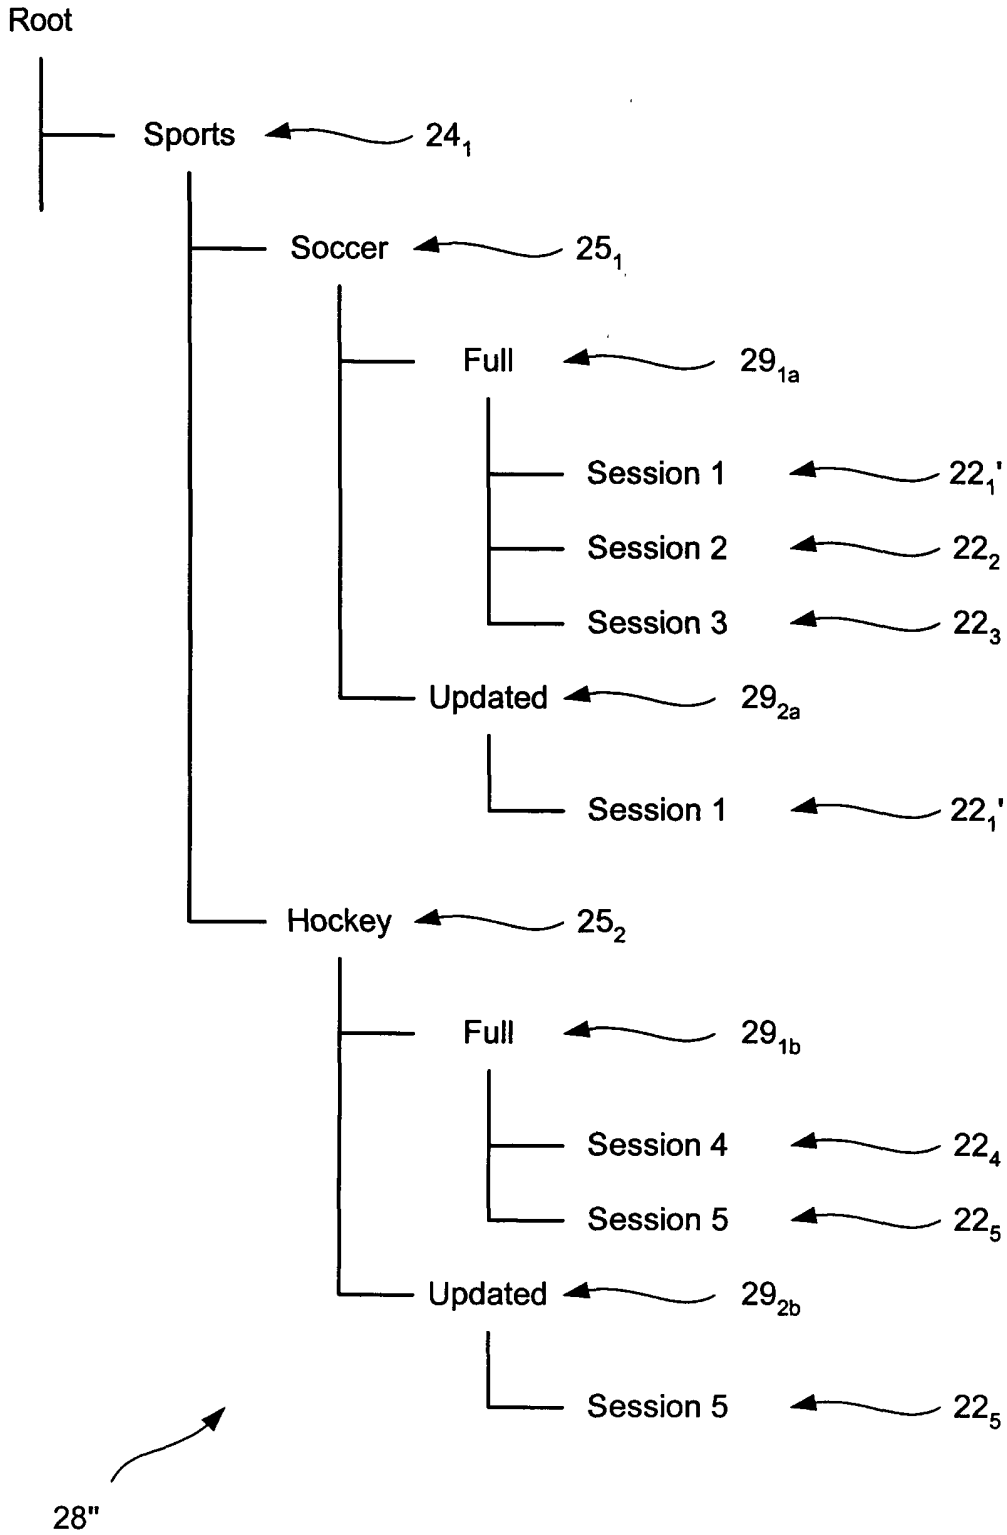 Root
Sports 24₁
Soccer 25₁
Full 29₁ₐ
Session 1 22₁'
Session 2 22₂
Session 3 22₃
Updated 29₂ₐ
Session 1 22₁'
Hockey 25₂
Full 29₁b
Session 4 22₄
Session 5 22₅
Updated 29₂b
Session 5 22₅
28"